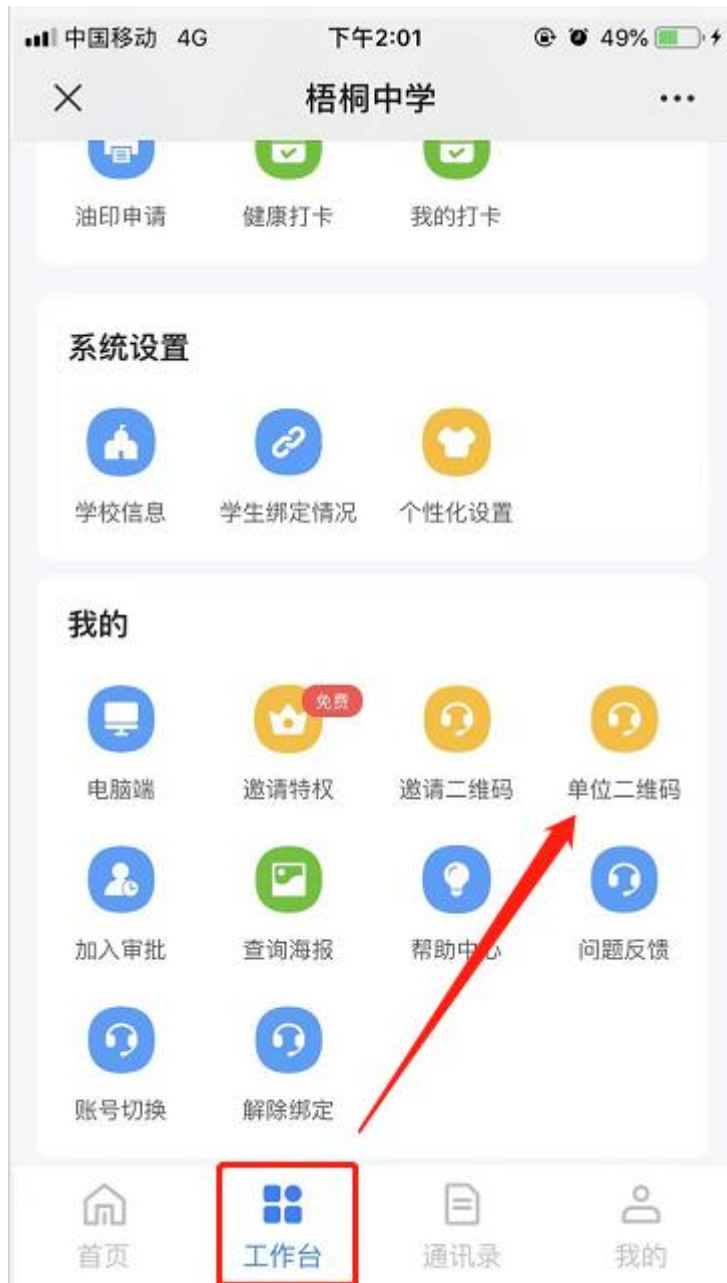 中国移动 4G 下午2:01 49%
梧桐中学
油印申请 健康打卡 我的打卡
系统设置
学校信息 学生绑定情况 个性化设置
我的
免费
电脑端 邀请特权 邀请二维码 单位二维码
加入审批 查询海报 帮助中心 问题反馈
账号切换 解除绑定
首页 工作台 通讯录 我的